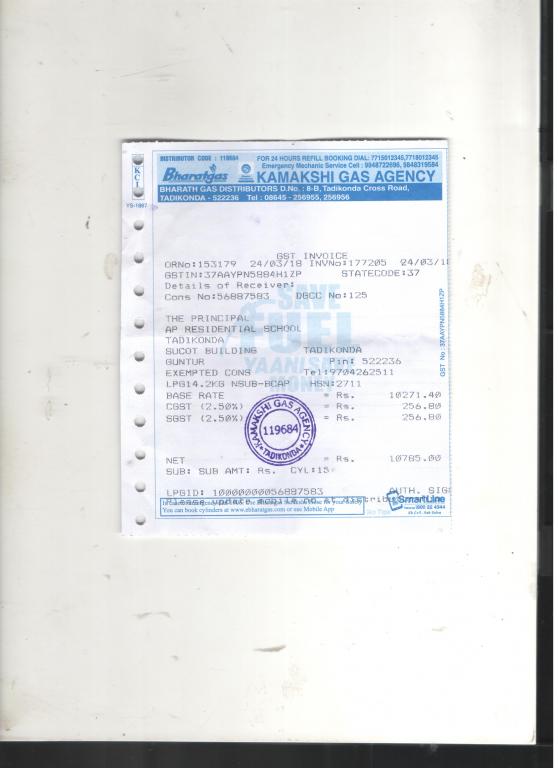 DISTRIBUTOR CODE : 119684
FOR 24 HOURS REFILL BOOKING DIAL: 7715012345,7718012345
Emergency Mechanic Service Cell : 9948722696, 9848319584
Bharatgas
KAMAKSHI GAS AGENCY
BHARATH GAS DISTRIBUTORS D.No. : 8-B, Tadikonda Cross Road,
TADIKONDA - 522236 Tel : 08645 - 256955, 256956
KCI
YS-1867
GST INVOICE
ORNo:153179 24/03/18 INVNo:177205 24/03/18
GSTIN:37AAYPN5884H1ZP STATECODE:37
Details of Receiver:
Cons No:56887583 DBCC No:125
SAVE
FUEL
YAANI SAVE
MONEY
THE PRINCIPAL
AP RESIDENTIAL SCHOOL
TADIKONDA
SUCOT BUILDING TADIKONDA
GUNTUR Pin: 522236
EXEMPTED CONS Tel:9704262511
LPG14.2KG NSUB-BCAP HSN:2711
BASE RATE = Rs. 10271.40
CGST (2.50%) = Rs. 256.80
SGST (2.50%) = Rs. 256.80
GST No 37AAYPN5884H1ZP
KAMAKSHI GAS AGENCY
119684
TADIKONDA
NET = Rs. 10785.00
SUB: SUB AMT: Rs. CYL:15
LPGID: 10000000056887583 AUTH. SIG
Please update mobile no at distrib
You can book cylinders at www.ebharatgas.com or use Mobile App
SmartLine
1800 22 4344